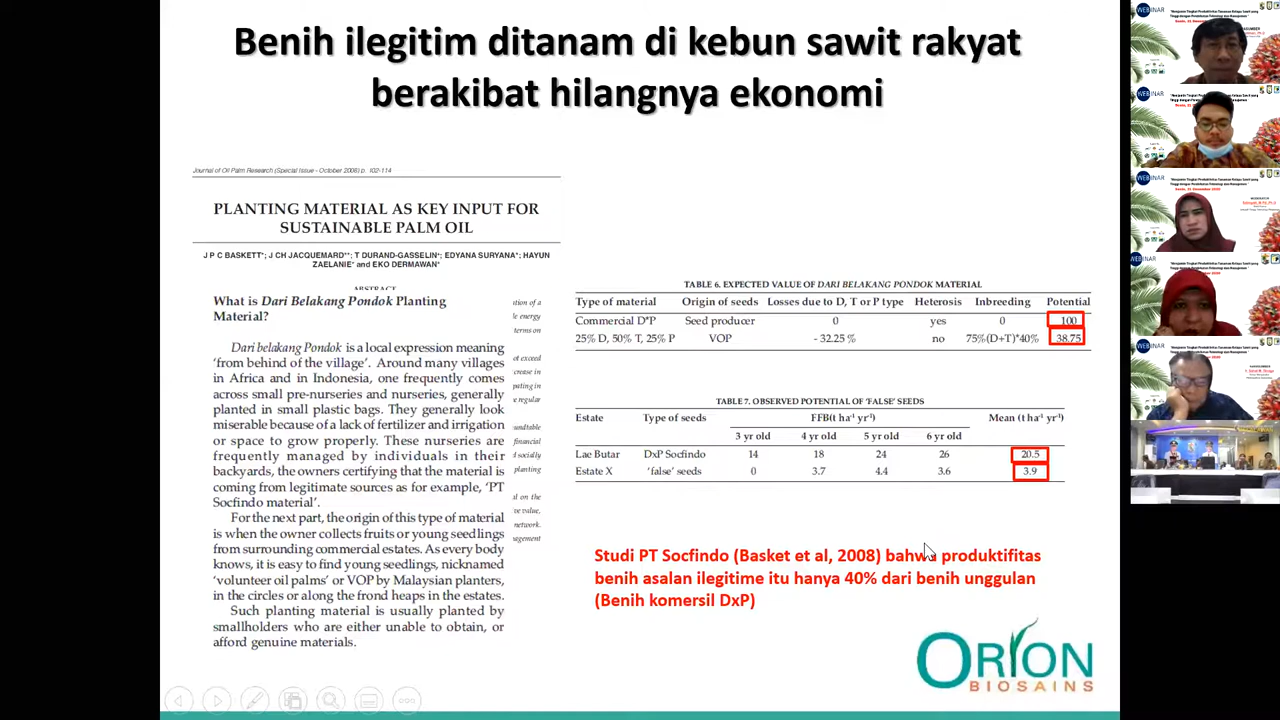 Benih ilegitim ditanam di kebun sawit rakyat
berakibat hilangnya ekonomi
Journal of Oil Palm Research (Special Issue - October 2008) p. 102-114
PLANTING MATERIAL AS KEY INPUT FOR
SUSTAINABLE PALM OIL
J P C BASKETT*; J CH JACQUEMARD**; T DURAND-GASSELIN*; EDYANA SURYANA*; HAYUN
ZAELANIE* and EKO DERMAWAN*
ABSTRACT
What is Dari Belakang Pondok Planting
Material?
Dari belakang Pondok is a local expression meaning
'from behind of the village'. Around many villages
in Africa and in Indonesia, one frequently comes
across small pre-nurseries and nurseries, generally
planted in small plastic bags. They generally look
miserable because of a lack of fertilizer and irrigation
or space to grow properly. These nurseries are
frequently managed by individuals in their
backyards, the owners certifying that the material is
coming from legitimate sources as for example, 'PT
Socfindo material'.
For the next part, the origin of this type of material
is when the owner collects fruits or young seedlings
from surrounding commercial estates. As every body
knows, it is easy to find young seedlings, nicknamed
'volunteer oil palms' or VOP by Malaysian planters,
in the circles or along the frond heaps in the estates.
Such planting material is usually planted by
smallholders who are either unable to obtain, or
afford genuine materials.
TABLE 6. EXPECTED VALUE OF DARI BELAKANG PONDOK MATERIAL
Type of material Origin of seeds Losses due to D, T or P type Heterosis Inbreeding Potential
Commercial D*P Seed producer 0 yes 0 100
25% D, 50% T, 25% P VOP - 32.25 % no 75%(D+T)*40% 38.75
TABLE 7. OBSERVED POTENTIAL OF 'FALSE' SEEDS
Estate Type of seeds FFB(t ha-1 yr-1) Mean (t ha-1 yr-1)
3 yr old 4 yr old 5 yr old 6 yr old
Lae Butar DxP Socfindo 14 18 24 26 20.5
Estate X 'false' seeds 0 3.7 4.4 3.6 3.9
Studi PT Socfindo (Basket et al, 2008) bahwa produktifitas
benih asalan ilegitime itu hanya 40% dari benih unggulan
(Benih komersil DxP)
ORION
BIOSAINS
WEBINAR
WEBINAR
WEBINAR
WEBINAR
WEBINAR